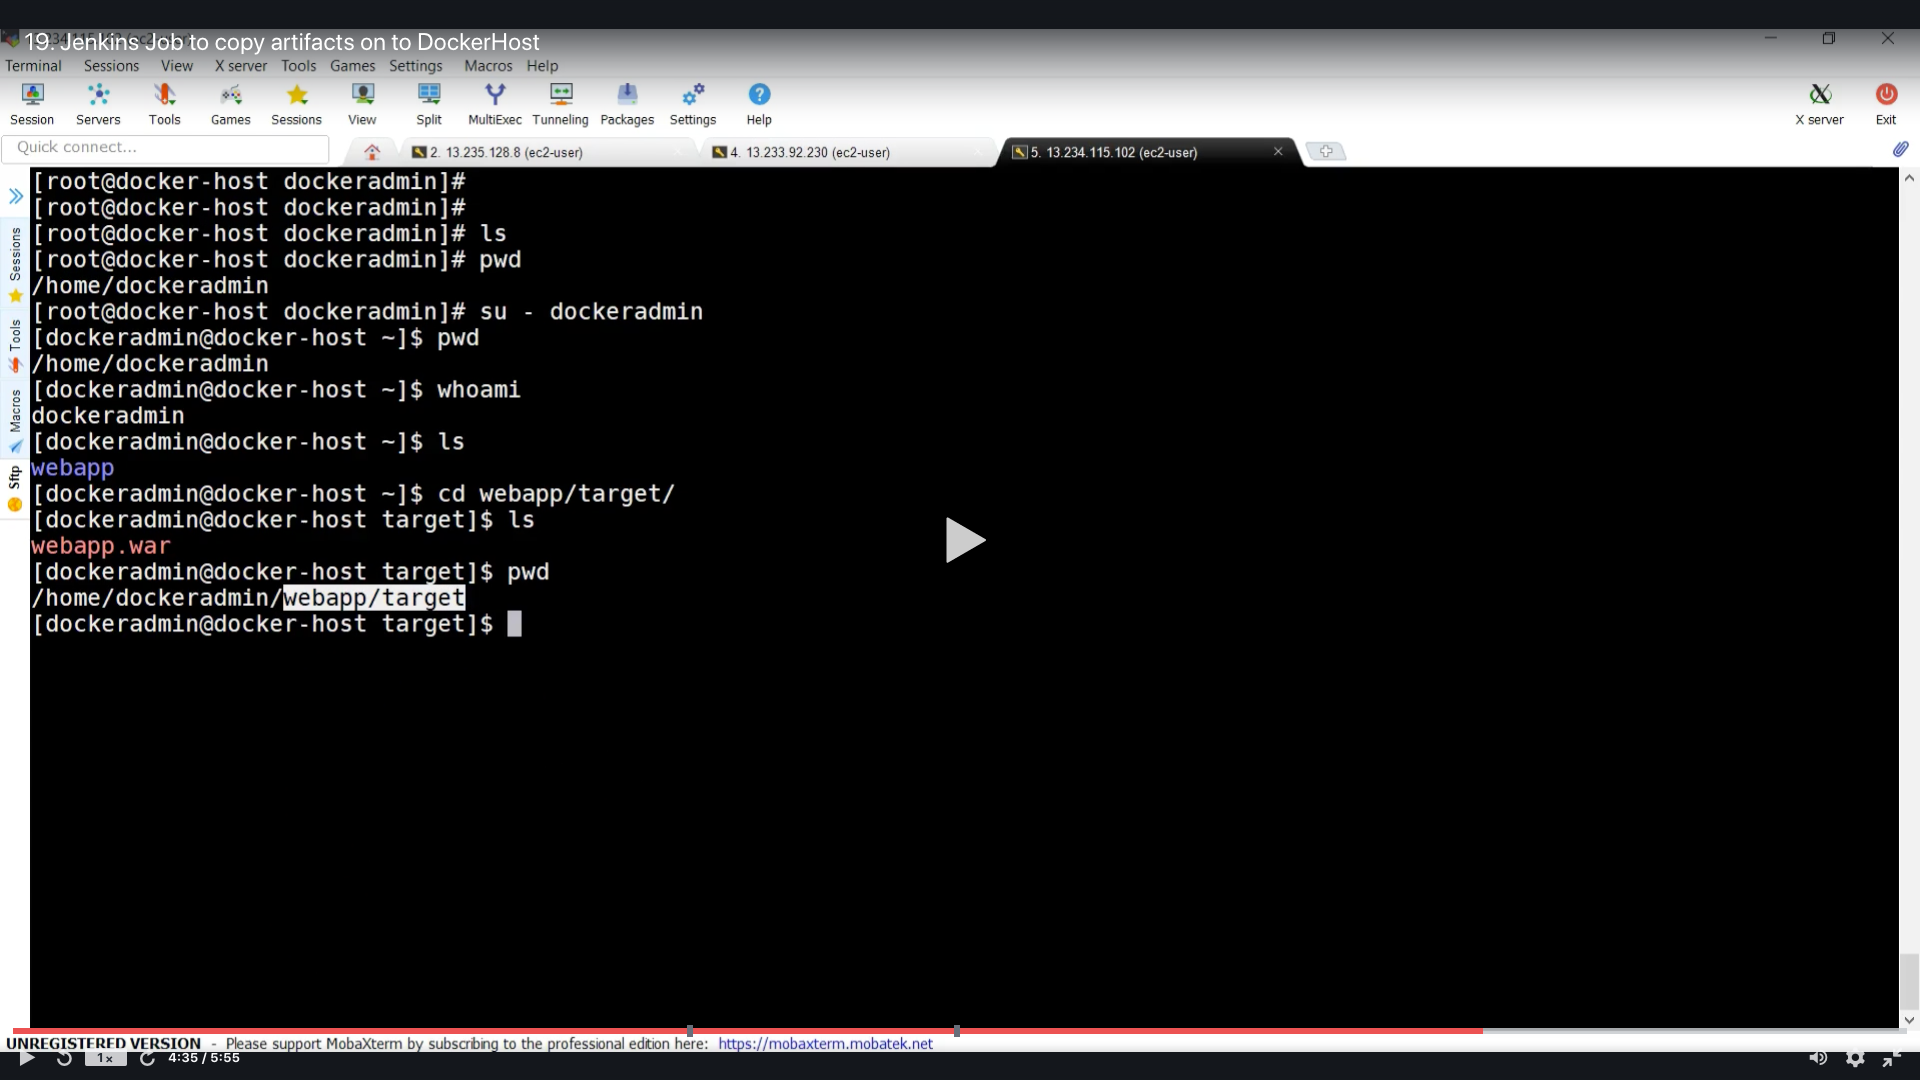 19. Jenkins Job to copy artifacts on to DockerHost
Terminal Sessions View X server Tools Games Settings Macros Help
Session Servers Tools Games Sessions View Split MultiExec Tunneling Packages Settings Help X server Exit
Quick connect...
2. 13.235.128.8 (ec2-user)
4. 13.233.92.230 (ec2-user)
5. 13.234.115.102 (ec2-user)
Sessions
Tools
Macros
Sftp
[root@docker-host dockeradmin]#
[root@docker-host dockeradmin]#
[root@docker-host dockeradmin]# ls
[root@docker-host dockeradmin]# pwd
/home/dockeradmin
[root@docker-host dockeradmin]# su - dockeradmin
[dockeradmin@docker-host ~]$ pwd
/home/dockeradmin
[dockeradmin@docker-host ~]$ whoami
dockeradmin
[dockeradmin@docker-host ~]$ ls
webapp
[dockeradmin@docker-host ~]$ cd webapp/target/
[dockeradmin@docker-host target]$ ls
webapp.war
[dockeradmin@docker-host target]$ pwd
/home/dockeradmin/webapp/target
[dockeradmin@docker-host target]$
UNREGISTERED VERSION - Please support MobaXterm by subscribing to the professional edition here: https://mobaxterm.mobatek.net
1x 4:35 / 5:55